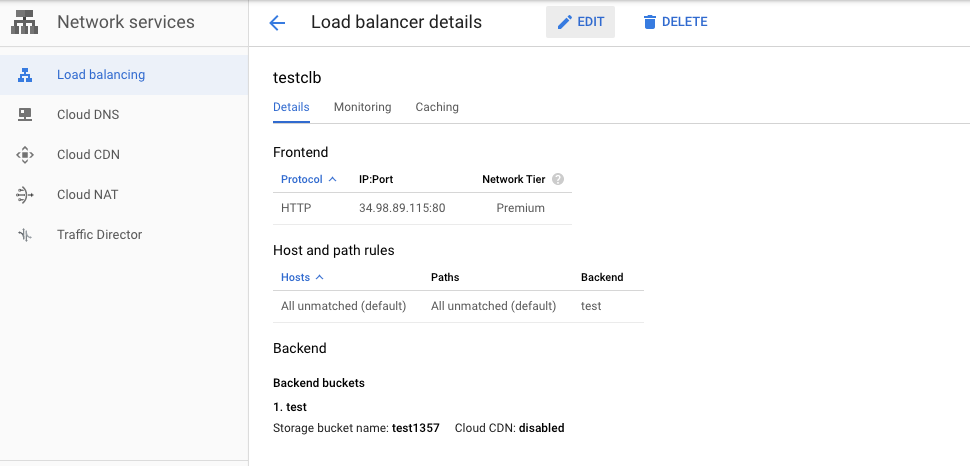 Network services
Load balancer details
EDIT
DELETE
Load balancing
Cloud DNS
Cloud CDN
Cloud NAT
Traffic Director
testclb
Details Monitoring Caching
Frontend
Protocol IP:Port Network Tier ?
HTTP 34.98.89.115:80 Premium
Host and path rules
Hosts Paths Backend
All unmatched (default) All unmatched (default) test
Backend
Backend buckets
1. test
Storage bucket name: test1357 Cloud CDN: disabled